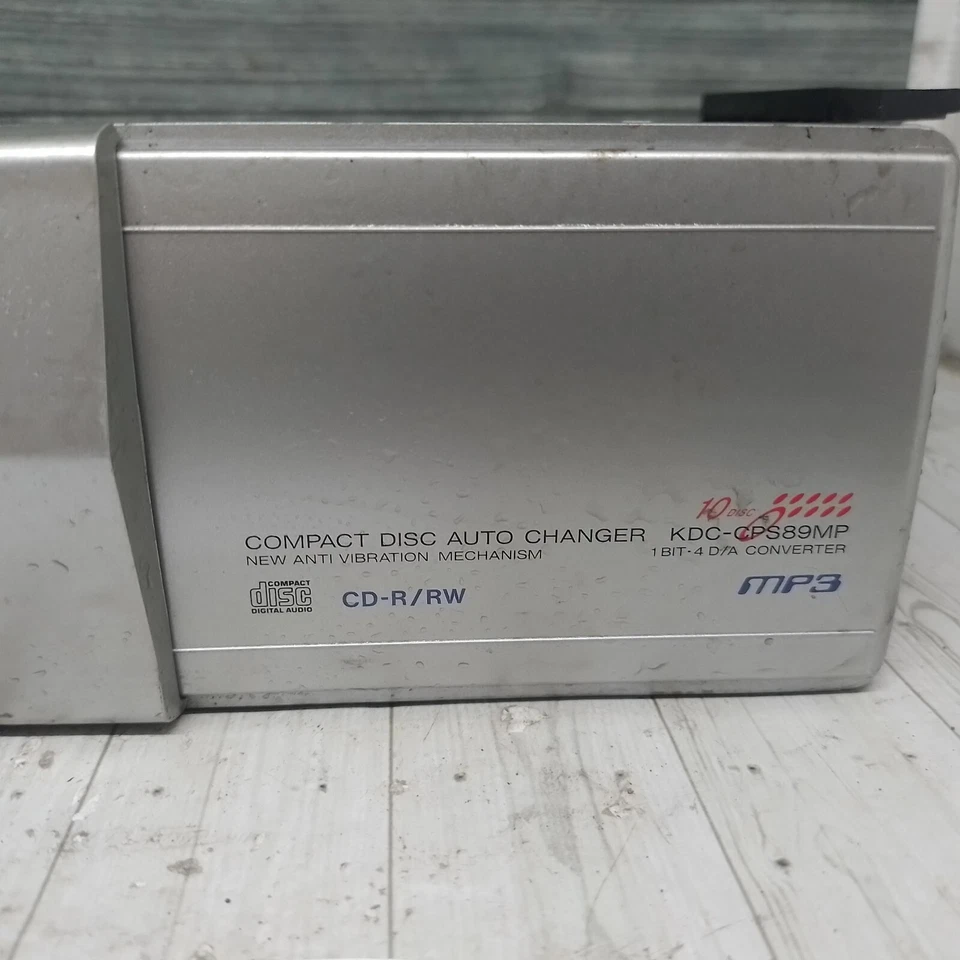 10 DISC
COMPACT DISC AUTO CHANGER KDC-CPS89MP
NEW ANTI VIBRATION MECHANISM 1 BIT-4 D/A CONVERTER
COMPACT
disc
DIGITAL AUDIO
CD-R/RW
MP3